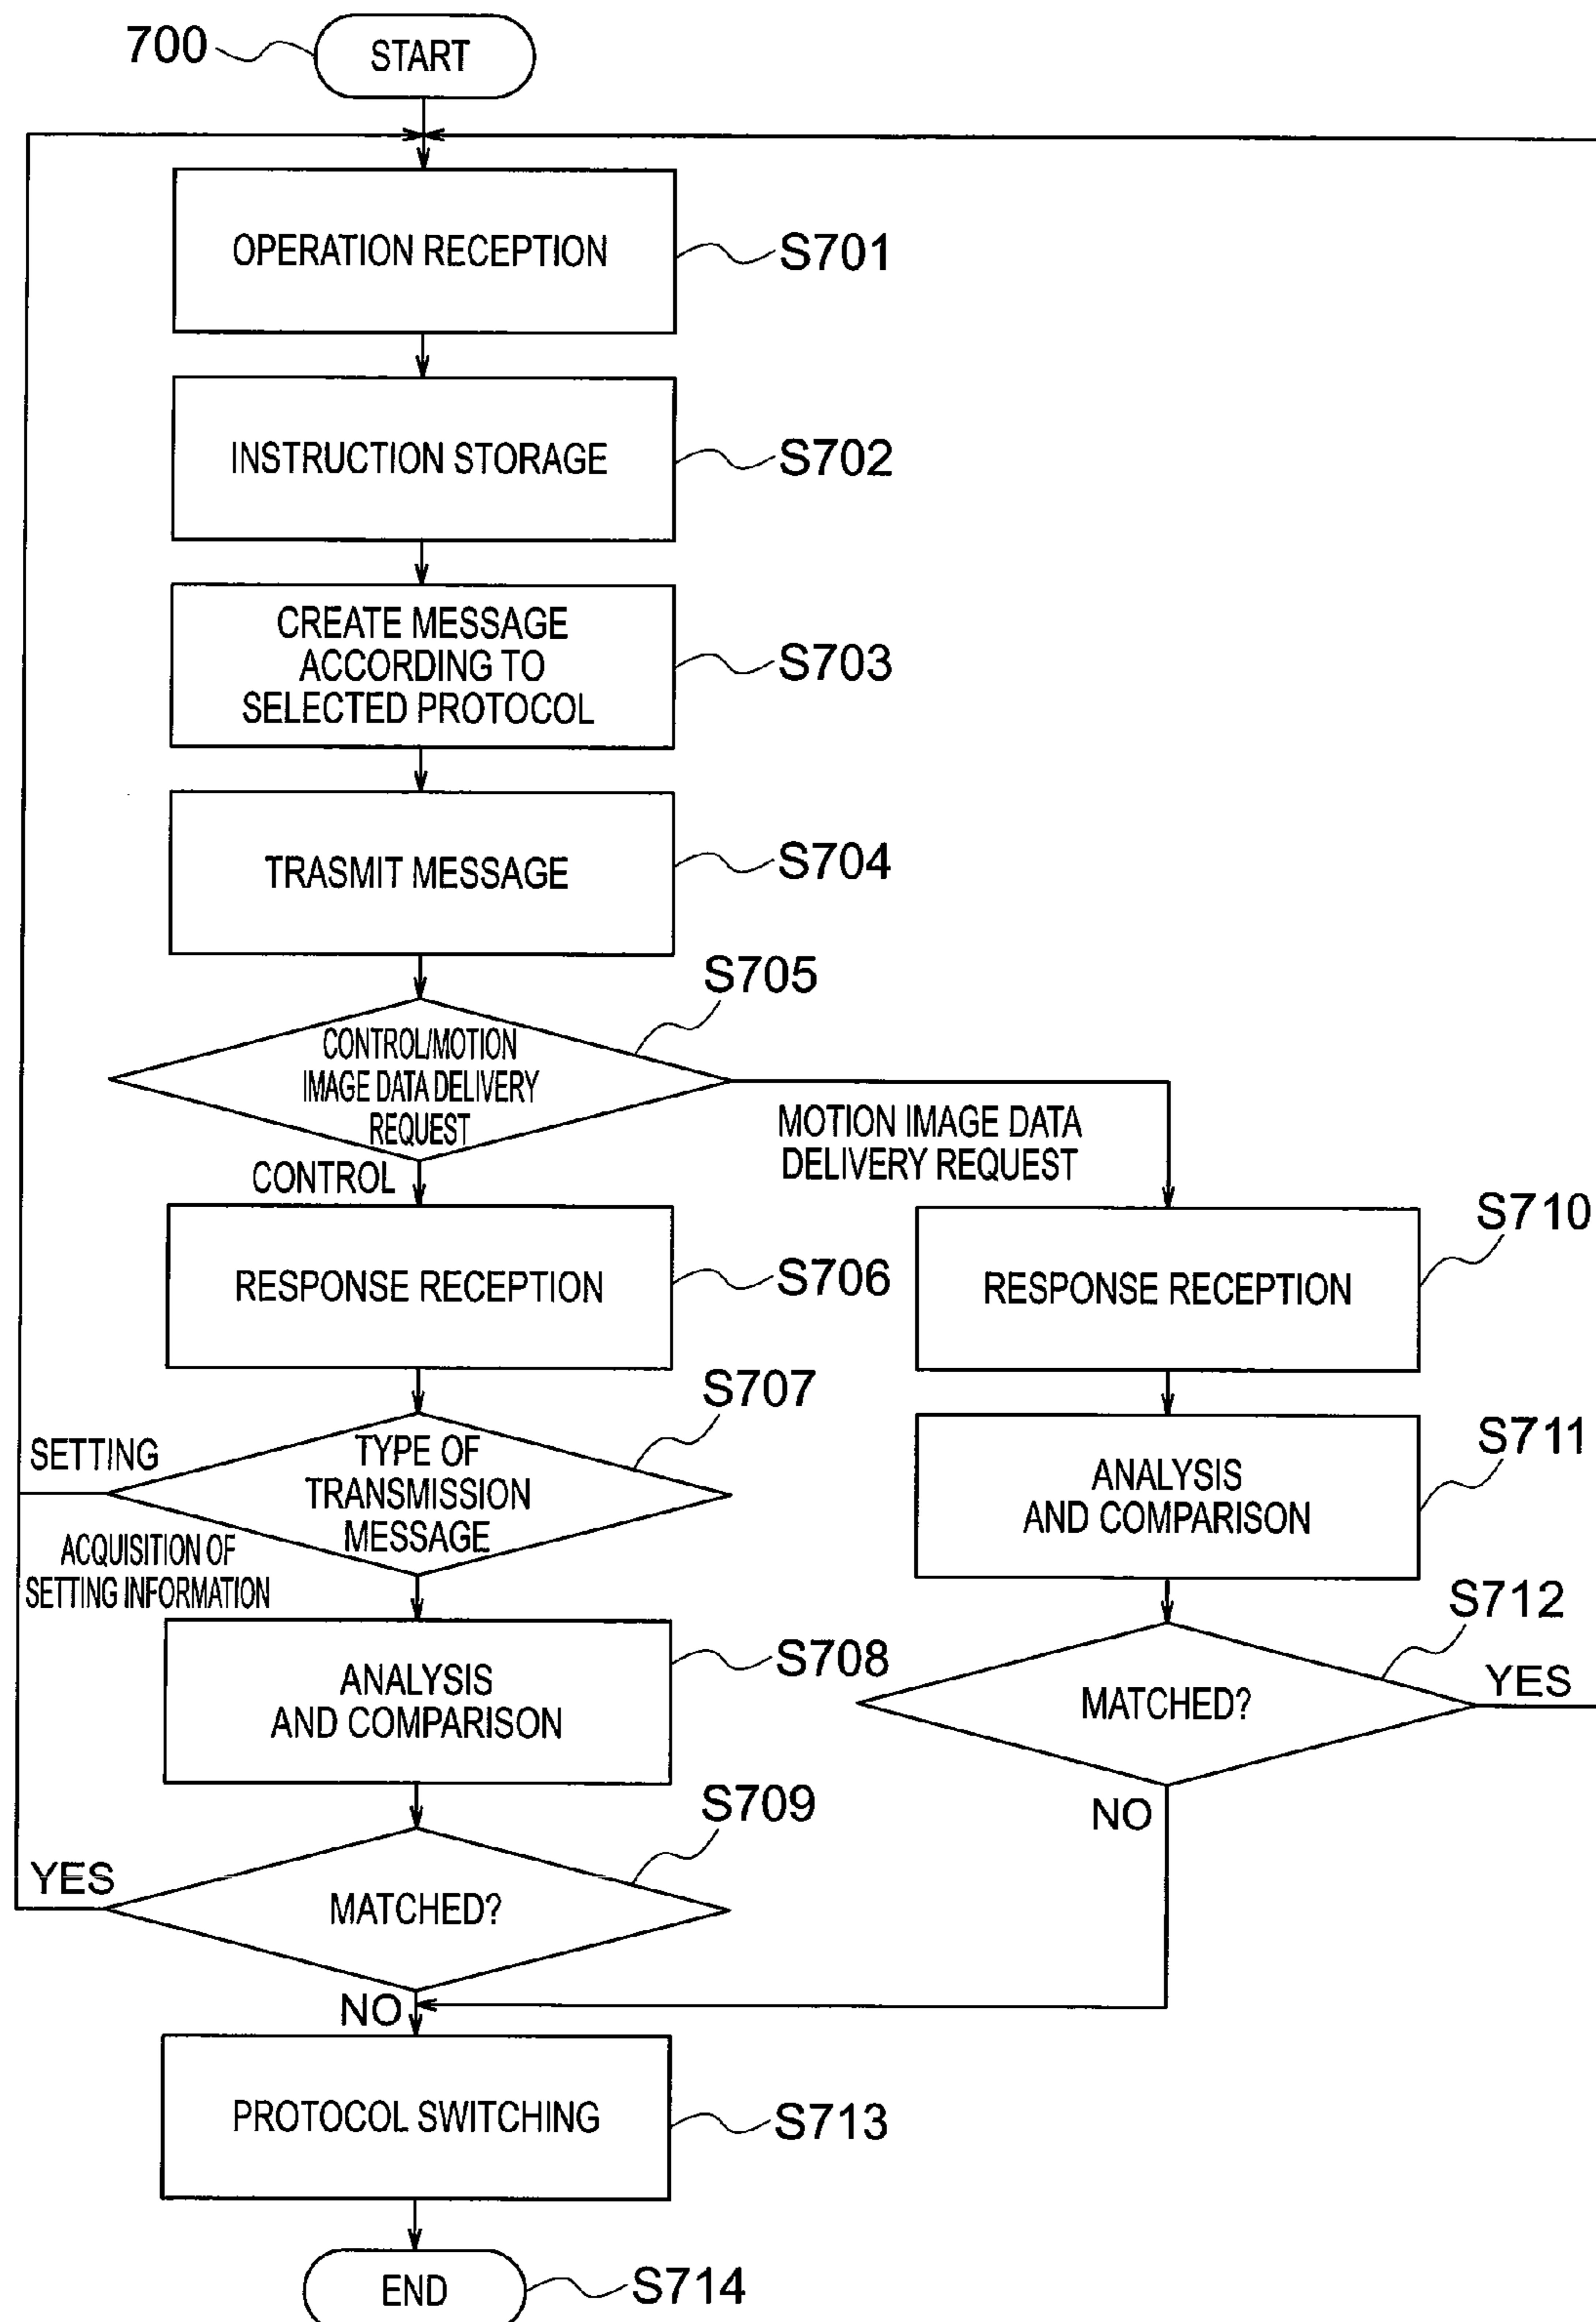 700
START
OPERATION RECEPTION
S701
INSTRUCTION STORAGE
S702
CREATE MESSAGE
ACCORDING TO
SELECTED PROTOCOL
S703
TRASMIT MESSAGE
S704
S705
CONTROL/MOTION
IMAGE DATA DELIVERY
REQUEST
MOTION IMAGE DATA
DELIVERY REQUEST
CONTROL
RESPONSE RECEPTION
S706
S710
RESPONSE RECEPTION
S707
SETTING
TYPE OF
TRANSMISSION
MESSAGE
ACQUISITION OF
SETTING INFORMATION
S711
ANALYSIS
AND COMPARISON
S708
ANALYSIS
AND COMPARISON
S712
MATCHED?
YES
NO
S709
YES
MATCHED?
NO
PROTOCOL SWITCHING
S713
END
S714